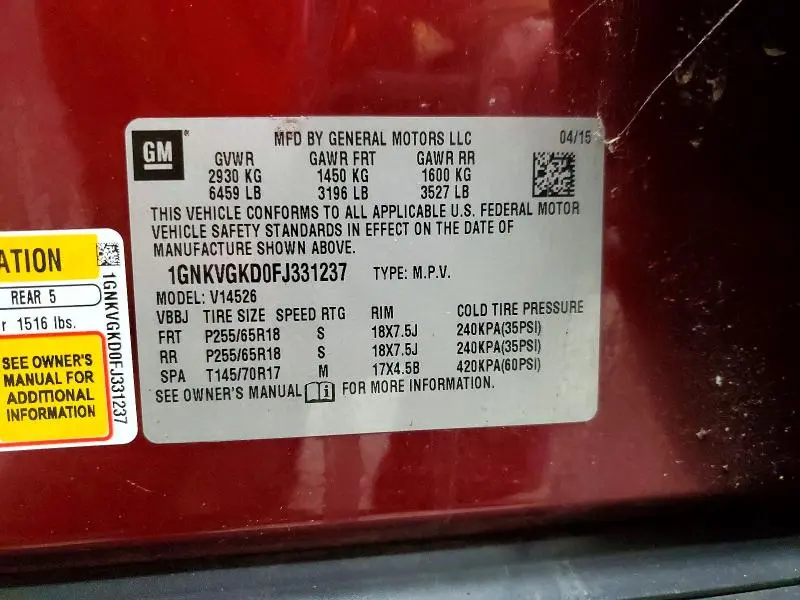 GM
MFD BY GENERAL MOTORS LLC 04/15
GVWR GAWR FRT GAWR RR
2930 KG 1450 KG 1600 KG
6459 LB 3196 LB 3527 LB
THIS VEHICLE CONFORMS TO ALL APPLICABLE U.S. FEDERAL MOTOR
VEHICLE SAFETY STANDARDS IN EFFECT ON THE DATE OF
MANUFACTURE SHOWN ABOVE.
1GNKVGKD0FJ331237 TYPE: M.P.V.
MODEL: V14526
VBBJ TIRE SIZE SPEED RTG RIM COLD TIRE PRESSURE
FRT P255/65R18 S 18X7.5J 240KPA(35PSI)
RR P255/65R18 S 18X7.5J 240KPA(35PSI)
SPA T145/70R17 M 17X4.5B 420KPA(60PSI)
SEE OWNER'S MANUAL i FOR MORE INFORMATION.
REAR 5
1516 lbs.
SEE OWNER'S
MANUAL FOR
ADDITIONAL
INFORMATION
1GNKVGKD0FJ331237